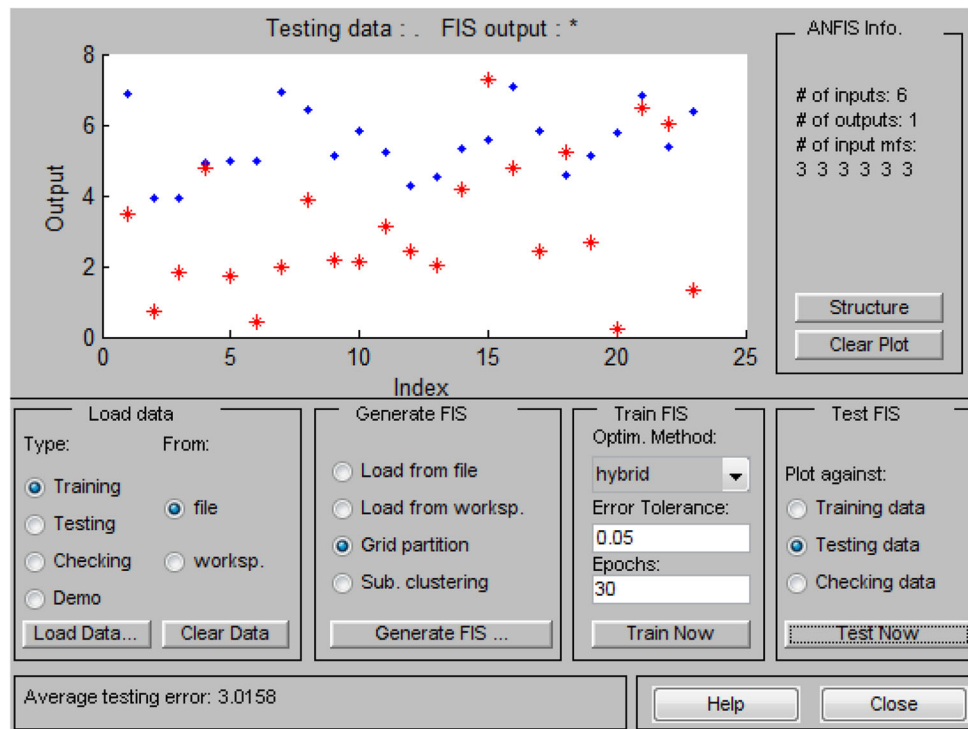 Testing data : .   FIS output : *
8
6
4
2
0
Output
0 5 10 15 20 25
Index
ANFIS Info.
# of inputs: 6
# of outputs: 1
# of input mfs:
3 3 3 3 3 3
Structure
Clear Plot
Load data
Type: From:
Training
Testing
Checking
Demo
file
worksp.
Load Data... Clear Data
Generate FIS
Load from file
Load from worksp.
Grid partition
Sub. clustering
Generate FIS ...
Train FIS
Optim. Method:
hybrid
Error Tolerance:
0.05
Epochs:
30
Train Now
Test FIS
Plot against:
Training data
Testing data
Checking data
Test Now
Average testing error: 3.0158
Help Close